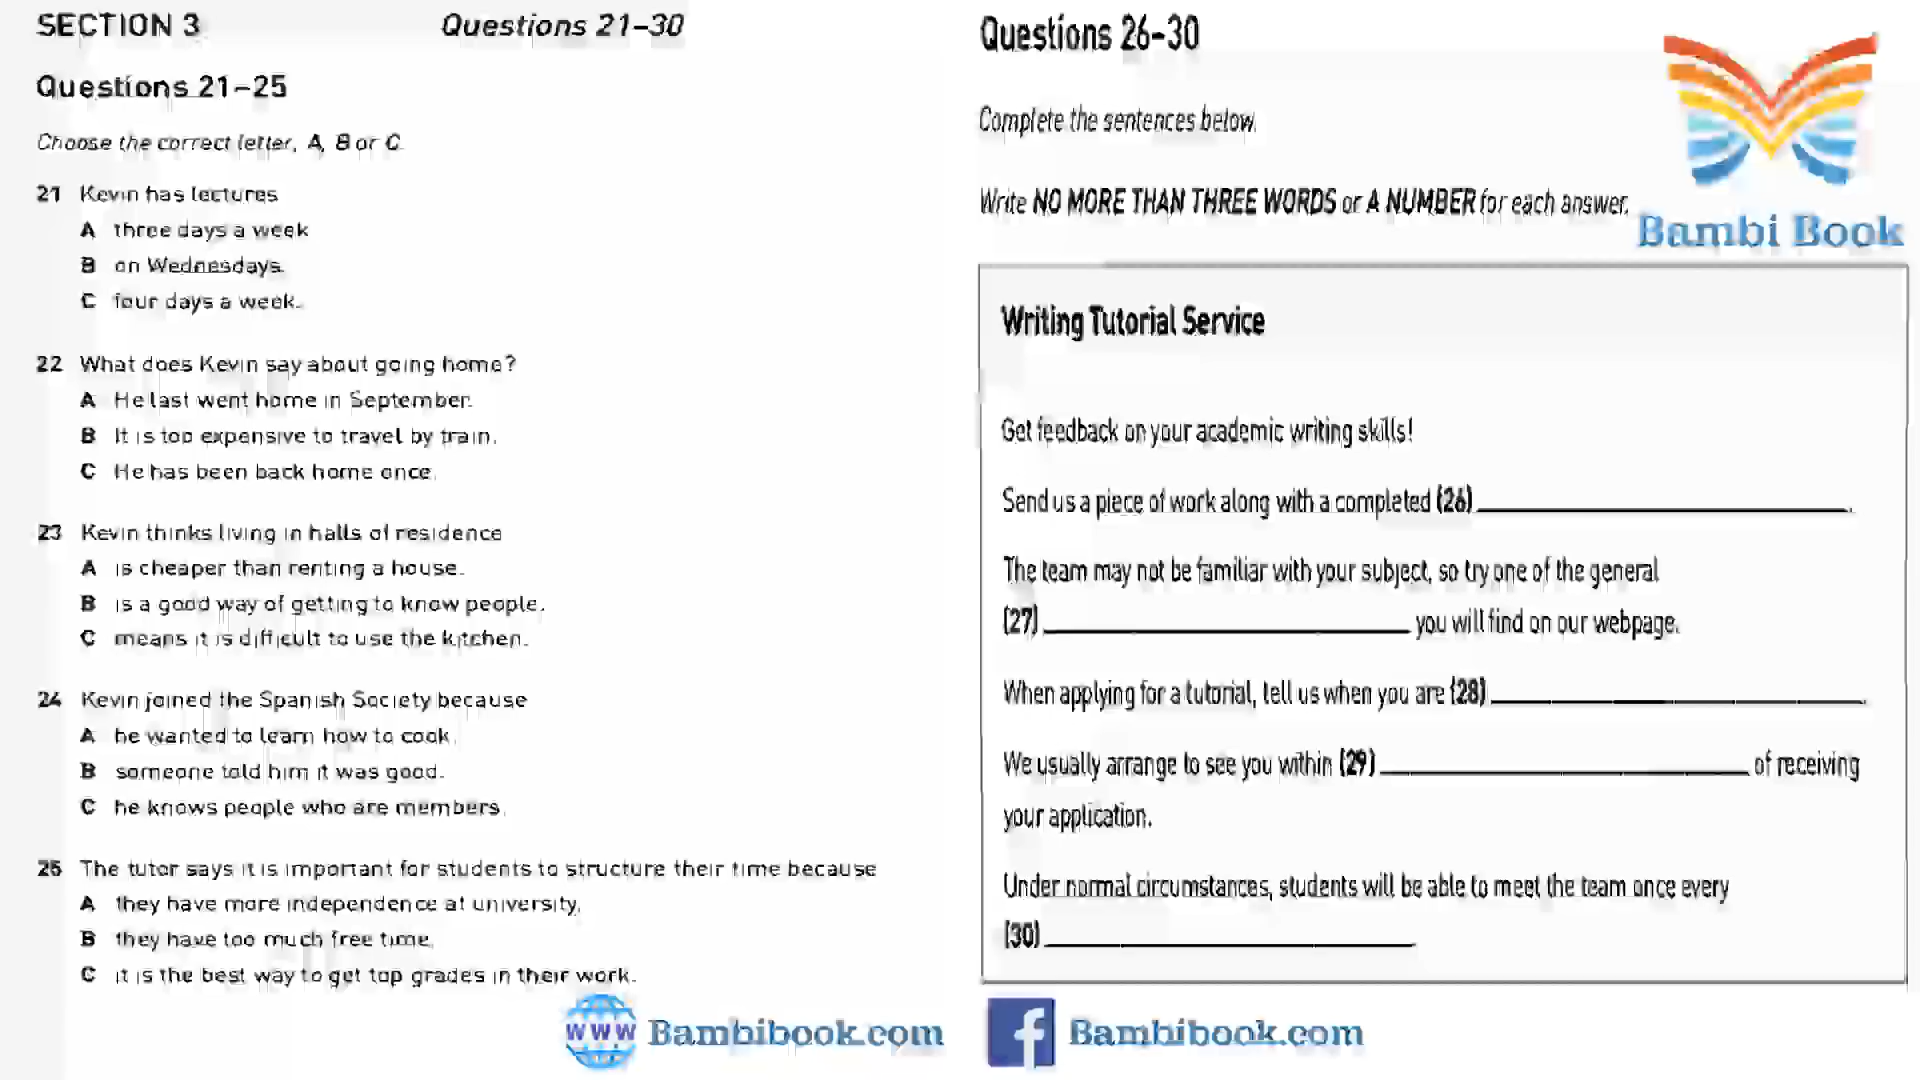 SECTION 3 Questions 21–30
Questions 21–25
Choose the correct letter, A, B or C.
21 Kevin has lectures
A three days a week
B on Wednesdays.
C four days a week.
22 What does Kevin say about going home?
A He last went home in September.
B It is too expensive to travel by train.
C He has been back home once.
23 Kevin thinks living in halls of residence
A is cheaper than renting a house.
B is a good way of getting to know people.
C means it is difficult to use the kitchen.
24 Kevin joined the Spanish Society because
A he wanted to learn how to cook.
B someone told him it was good.
C he knows people who are members.
25 The tutor says it is important for students to structure their time because
A they have more independence at university.
B they have too much free time.
C it is the best way to get top grades in their work.
www Bambibook.com
Questions 26–30
Complete the sentences below.
Write NO MORE THAN THREE WORDS or A NUMBER for each answer.
Bambi Book
Writing Tutorial Service
Get feedback on your academic writing skills!
Send us a piece of work along with a completed (26) ____________.
The team may not be familiar with your subject, so try one of the general
(27) ____________ you will find on our webpage.
When applying for a tutorial, tell us when you are (28) ____________.
We usually arrange to see you within (29) ____________ of receiving
your application.
Under normal circumstances, students will be able to meet the team once every
(30) ____________
f Bambibook.com